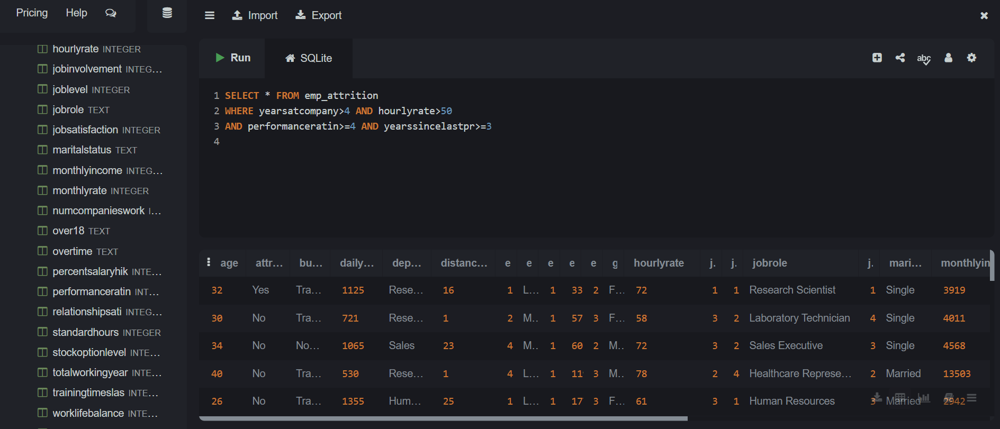 Pricing Help
Import Export
hourlyrate INTEGER
jobinvolvement INTEG...
joblevel INTEGER
jobrole TEXT
jobsatisfaction INTEGER
maritalstatus TEXT
monthlyincome INTEG...
monthlyrate INTEGER
numcompanieswork I...
over18 TEXT
overtime TEXT
percentsalaryhik INTE...
performanceratin INT...
relationshipsati INTEG...
standardhours INTEGER
stockoptionlevel INTE...
totalworkingyear INTE...
trainingtimeslas INTE...
worklifebalance INTE...
Run SQLite abc
1 SELECT * FROM emp_attrition
2 WHERE yearsatcompany>4 AND hourlyrate>50
3 AND performanceratin>=4 AND yearssincelastpr>=3
4
age attr... bu... daily... dep... distanc... e e e e e g hourlyrate j. j. jobrole j. mari... monthlyin
32 Yes Tra... 1125 Rese... 16 1 L... 1 33 2 F... 72 1 1 Research Scientist 1 Single 3919
30 No Tra... 721 Rese... 1 2 M.. 1 57 3 F... 58 3 2 Laboratory Technician 4 Single 4011
34 No No... 1065 Sales 23 4 M.. 1 60 2 M.. 72 3 2 Sales Executive 3 Single 4568
40 No Tra... 530 Rese... 1 4 L... 1 11 3 M.. 78 2 4 Healthcare Represe... 2 Married 13503
26 No Tra... 1355 Hum... 25 1 L... 1 17 3 F... 61 3 1 Human Resources 3 Married 2942